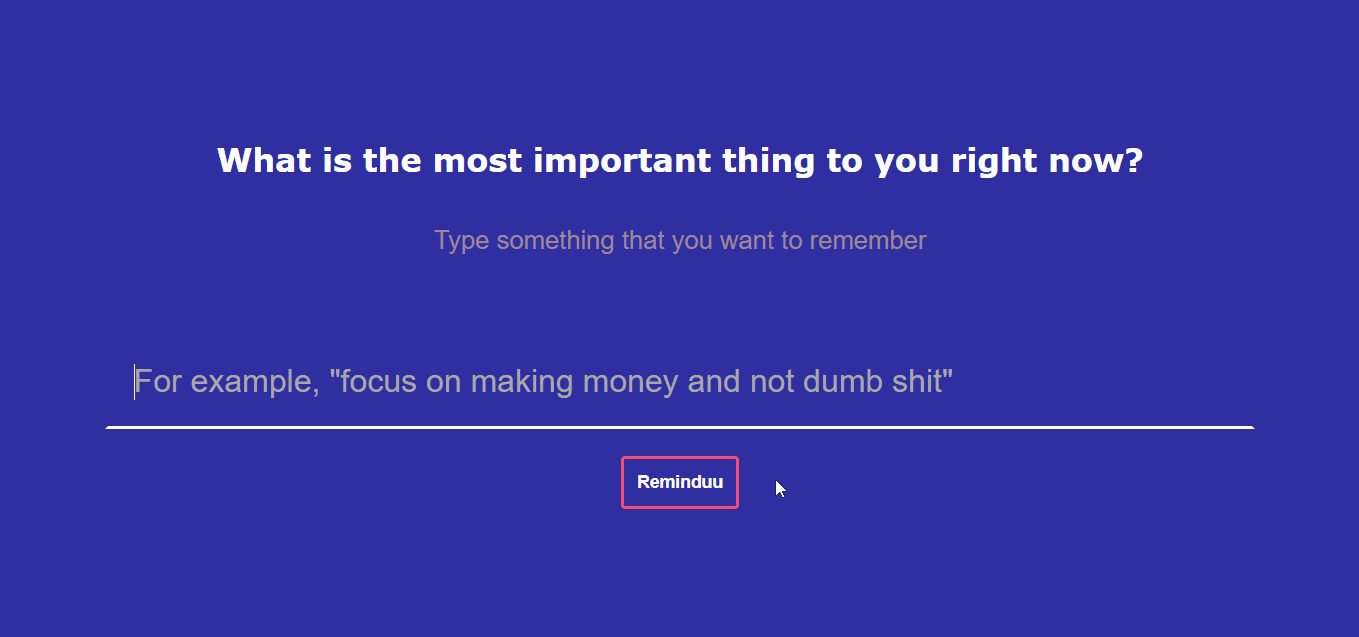 What is the most important thing to you right now?
Type something that you want to remember
For example, "focus on making money and not dumb shit"
Reminduu